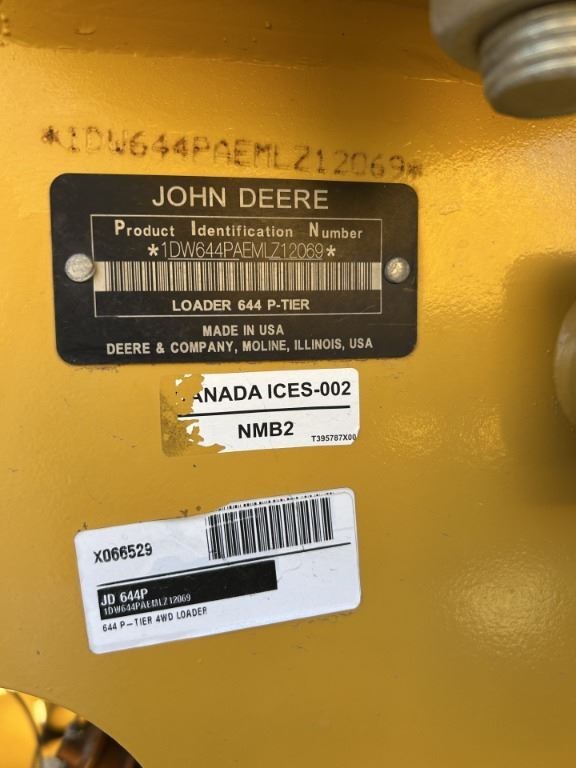 *1DW644PAEMLZ12069*
JOHN DEERE
Product Identification Number
*1DW644PAEMLZ12069*
LOADER 644 P-TIER
MADE IN USA
DEERE & COMPANY, MOLINE, ILLINOIS, USA
ANADA ICES-002
NMB2
T395787X00
X066529
JD 644P
1DW644PAEMLZ12069
644 P-TIER 4WD LOADER